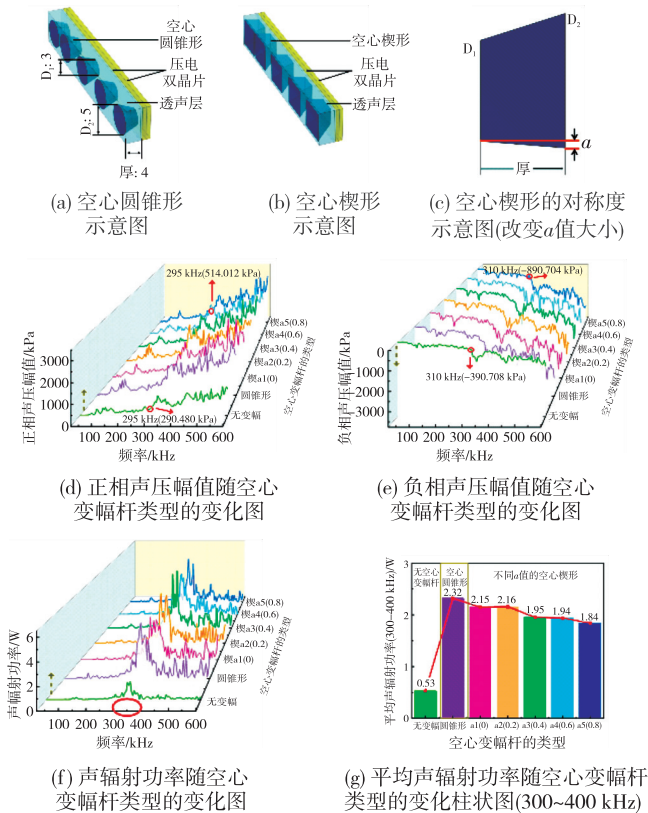 空心
圆锥形
压电
双晶片
透声层
D₁: 3
D₂: 5
厚: 4
(a) 空心圆锥形
示意图
空心楔形
压电
双晶片
透声层
(b) 空心楔形
示意图
D₁
D₂
a
厚
(c) 空心楔形的对称度
示意图(改变a值大小)
295 kHz(514.012 kPa)
295 kHz(290.480 kPa)
正相声压幅值/kPa
3000
2000
1000
0
100 200 300 400 500 600
频率/kHz
楔a5(0.8)
楔a4(0.6)
楔a3(0.4)
楔a2(0.2)
楔a1(0)
圆锥形
无变幅
空心变幅杆的类型
(d) 正相声压幅值随空心
变幅杆类型的变化图
310 kHz(−890.704 kPa)
310 kHz(−390.708 kPa)
负相声压幅值/kPa
0
1000
2000
3000
100 200 300 400 500 600
频率/kHz
楔a5(0.8)
楔a4(0.6)
楔a3(0.4)
楔a2(0.2)
楔a1(0)
圆锥形
无变幅
空心变幅杆的类型
(e) 负相声压幅值随空心
变幅杆类型的变化图
声辐射功率/W
6
4
2
0
0 100 200 300 400 500 600
频率/kHz
楔a5(0.8)
楔a4(0.6)
楔a3(0.4)
楔a2(0.2)
楔a1(0)
圆锥形
无变幅
空心变幅杆的类型
(f) 声辐射功率随空心
变幅杆类型的变化图
平均声辐射功率(300~400 kHz)/W
3
2
1
0
无空心
变幅杆
空心
圆锥形
不同a值的空心楔形
0.53
2.32
2.15
2.16
1.95
1.94
1.84
无变幅 圆锥形 a1(0) a2(0.2) a3(0.4) a4(0.6) a5(0.8)
空心变幅杆的类型
(g) 平均声辐射功率随空心变幅杆
类型的变化柱状图(300~400 kHz)